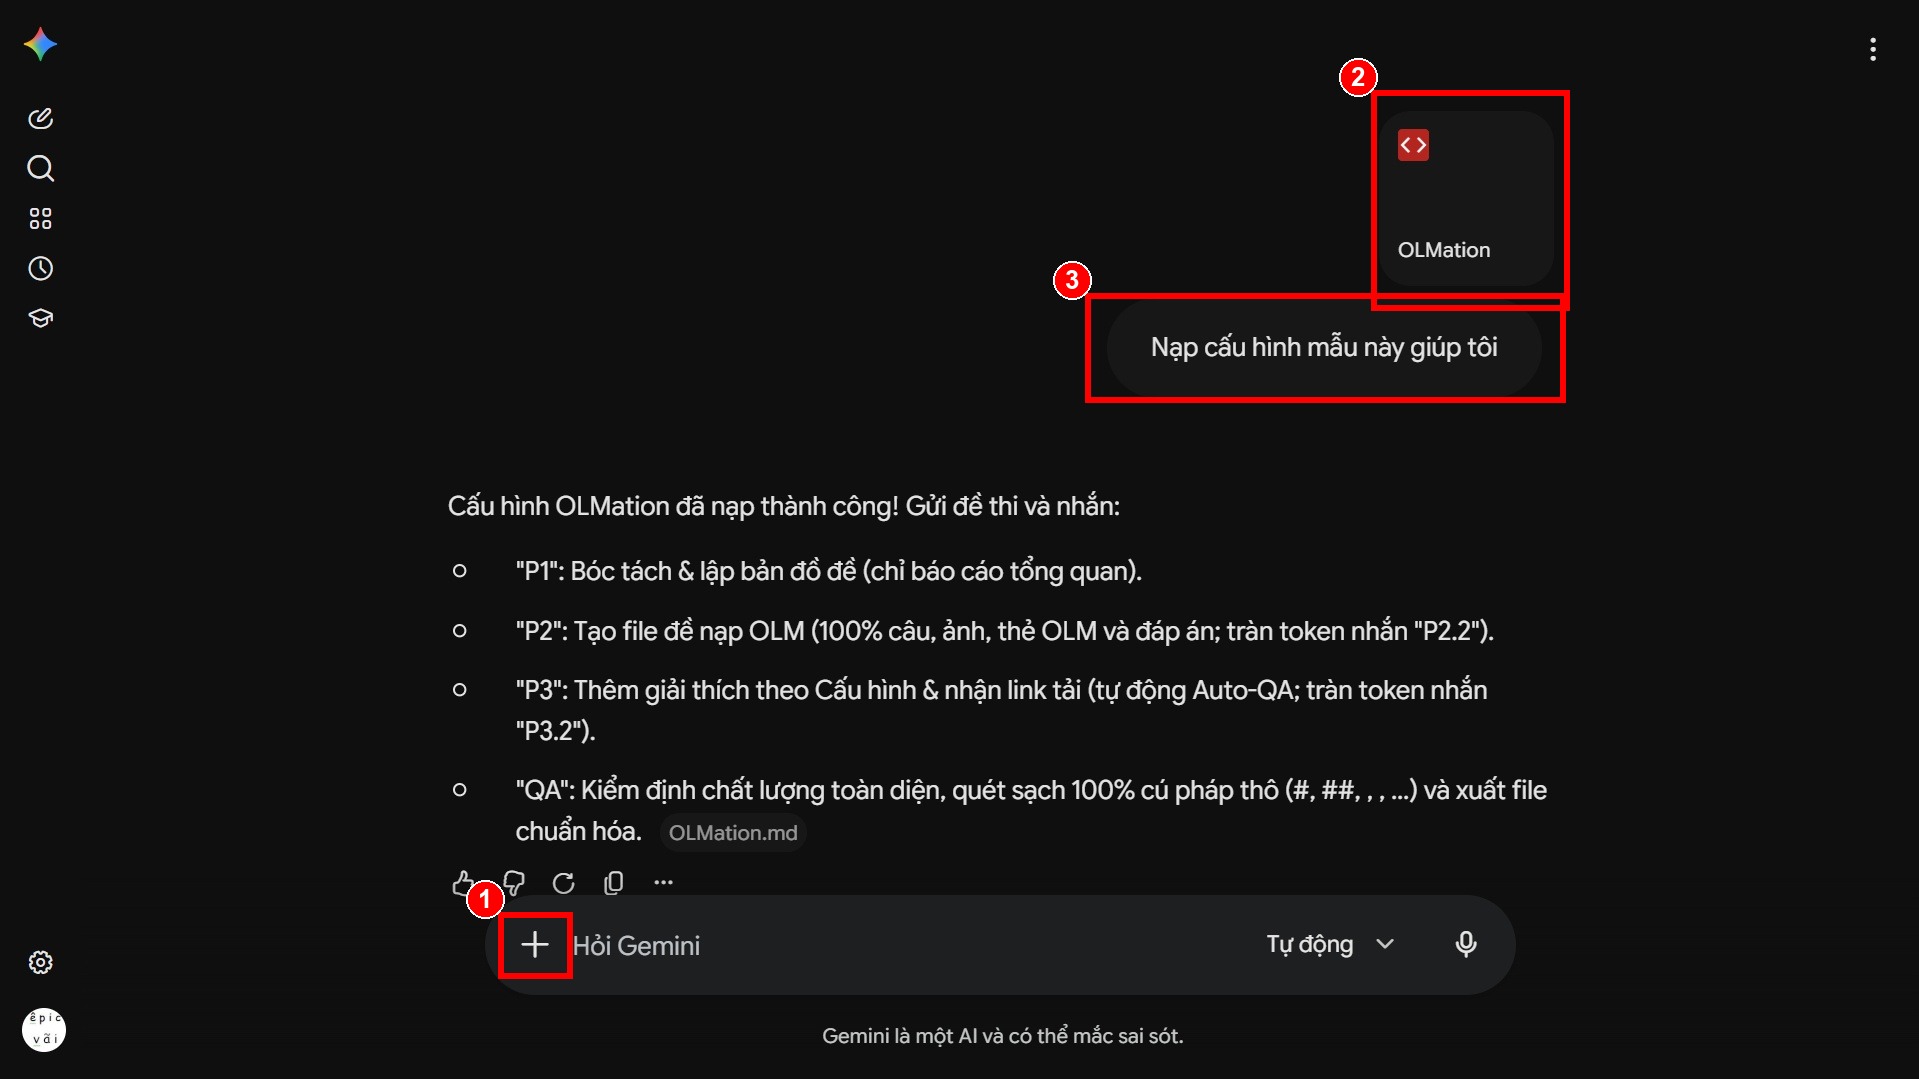 2
<>
OLMation
3
Nạp cấu hình mẫu này giúp tôi
Cấu hình OLMation đã nạp thành công! Gửi đề thi và nhắn:
"P1": Bóc tách & lập bản đồ đề (chỉ báo cáo tổng quan).
"P2": Tạo file đề nạp OLM (100% câu, ảnh, thẻ OLM và đáp án; tràn token nhắn "P2.2").
"P3": Thêm giải thích theo Cấu hình & nhận link tải (tự động Auto-QA; tràn token nhắn
"P3.2").
"QA": Kiểm định chất lượng toàn diện, quét sạch 100% cú pháp thô (#, ##, , , ...) và xuất file
chuẩn hóa. OLMation.md
1
Hỏi Gemini
Tự động
êpic
vãi
Gemini là một AI và có thể mắc sai sót.